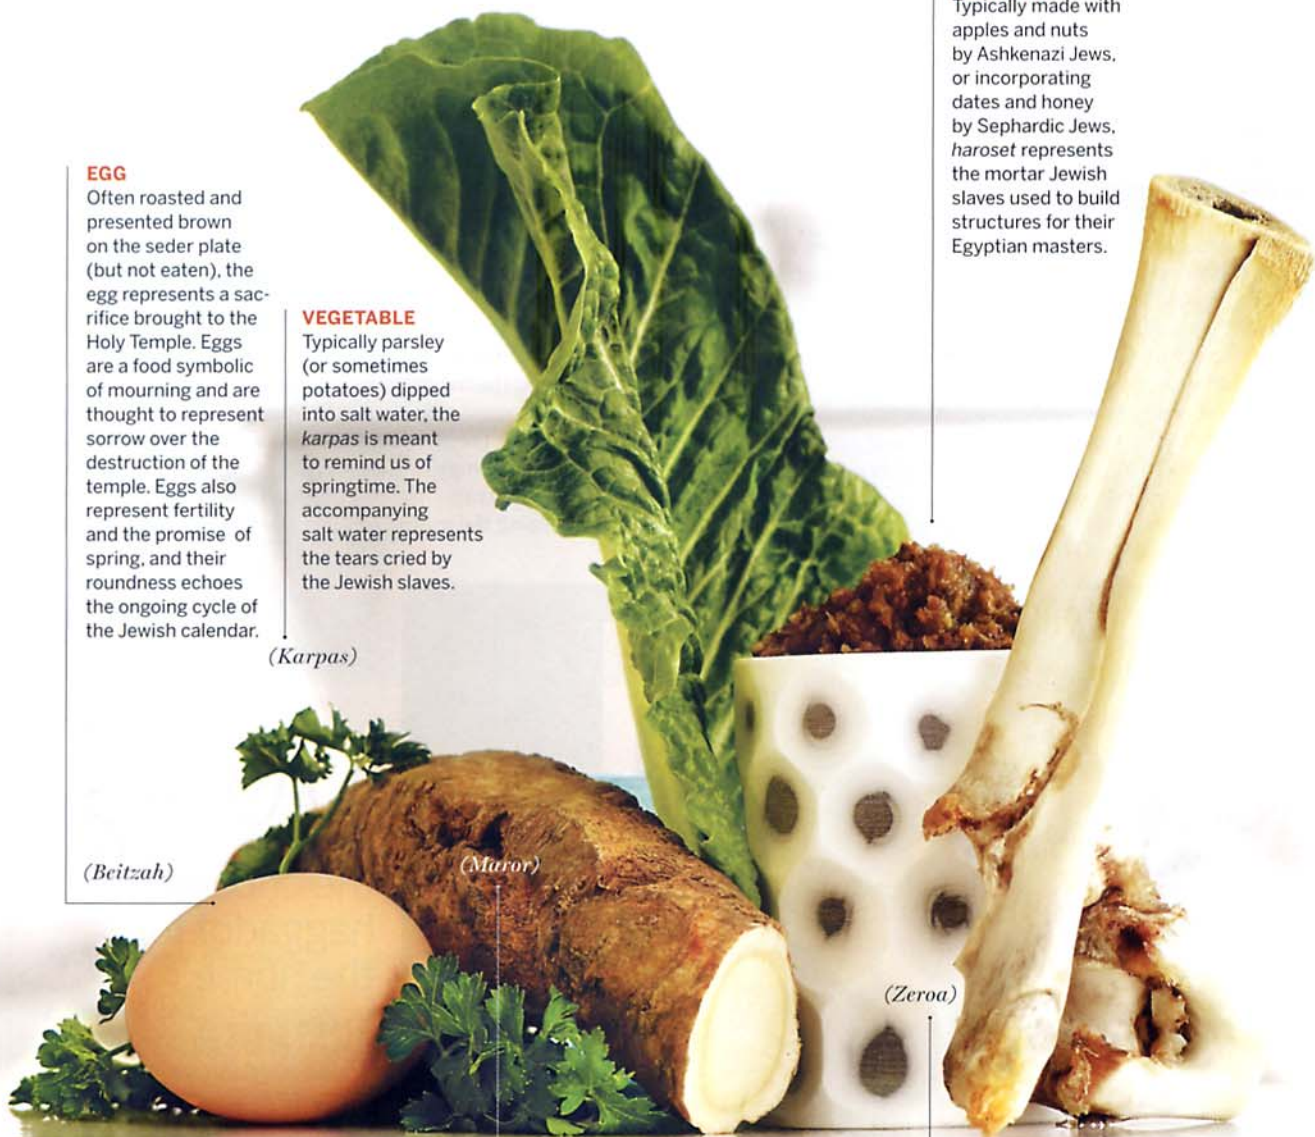 Typically made with
apples and nuts
by Ashkenazi Jews,
or incorporating
dates and honey
by Sephardic Jews,
haroset represents
the mortar Jewish
slaves used to build
structures for their
Egyptian masters.
EGG
Often roasted and
presented brown
on the seder plate
(but not eaten), the
egg represents a sac-
rifice brought to the
Holy Temple. Eggs
are a food symbolic
of mourning and are
thought to represent
sorrow over the
destruction of the
temple. Eggs also
represent fertility
and the promise of
spring, and their
roundness echoes
the ongoing cycle of
the Jewish calendar.
VEGETABLE
Typically parsley
(or sometimes
potatoes) dipped
into salt water, the
karpas is meant
to remind us of
springtime. The
accompanying
salt water represents
the tears cried by
the Jewish slaves.
(Karpas)
(Beitzah)
(Maror)
(Zeroa)